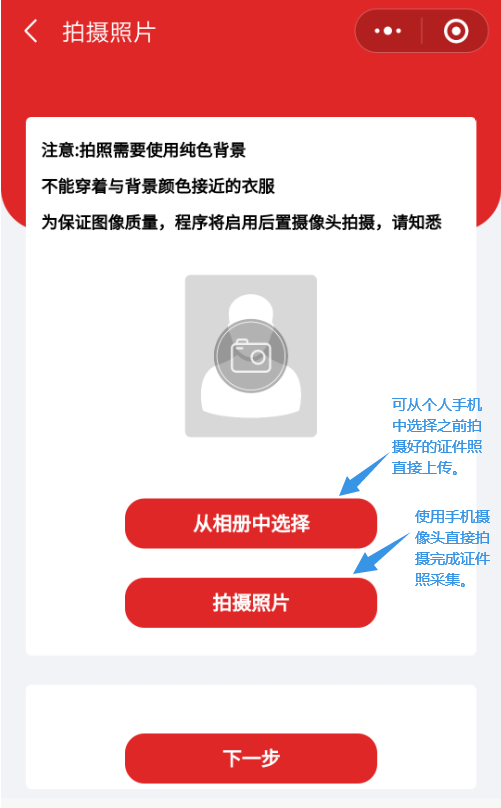 拍摄照片
注意:拍照需要使用纯色背景
不能穿着与背景颜色接近的衣服
为保证图像质量，程序将启用后置摄像头拍摄，请知悉
可从个人手机
中选择之前拍
摄好的证件照
直接上传。
从相册中选择
使用手机摄
像头直接拍
摄完成证件
照采集。
拍摄照片
下一步